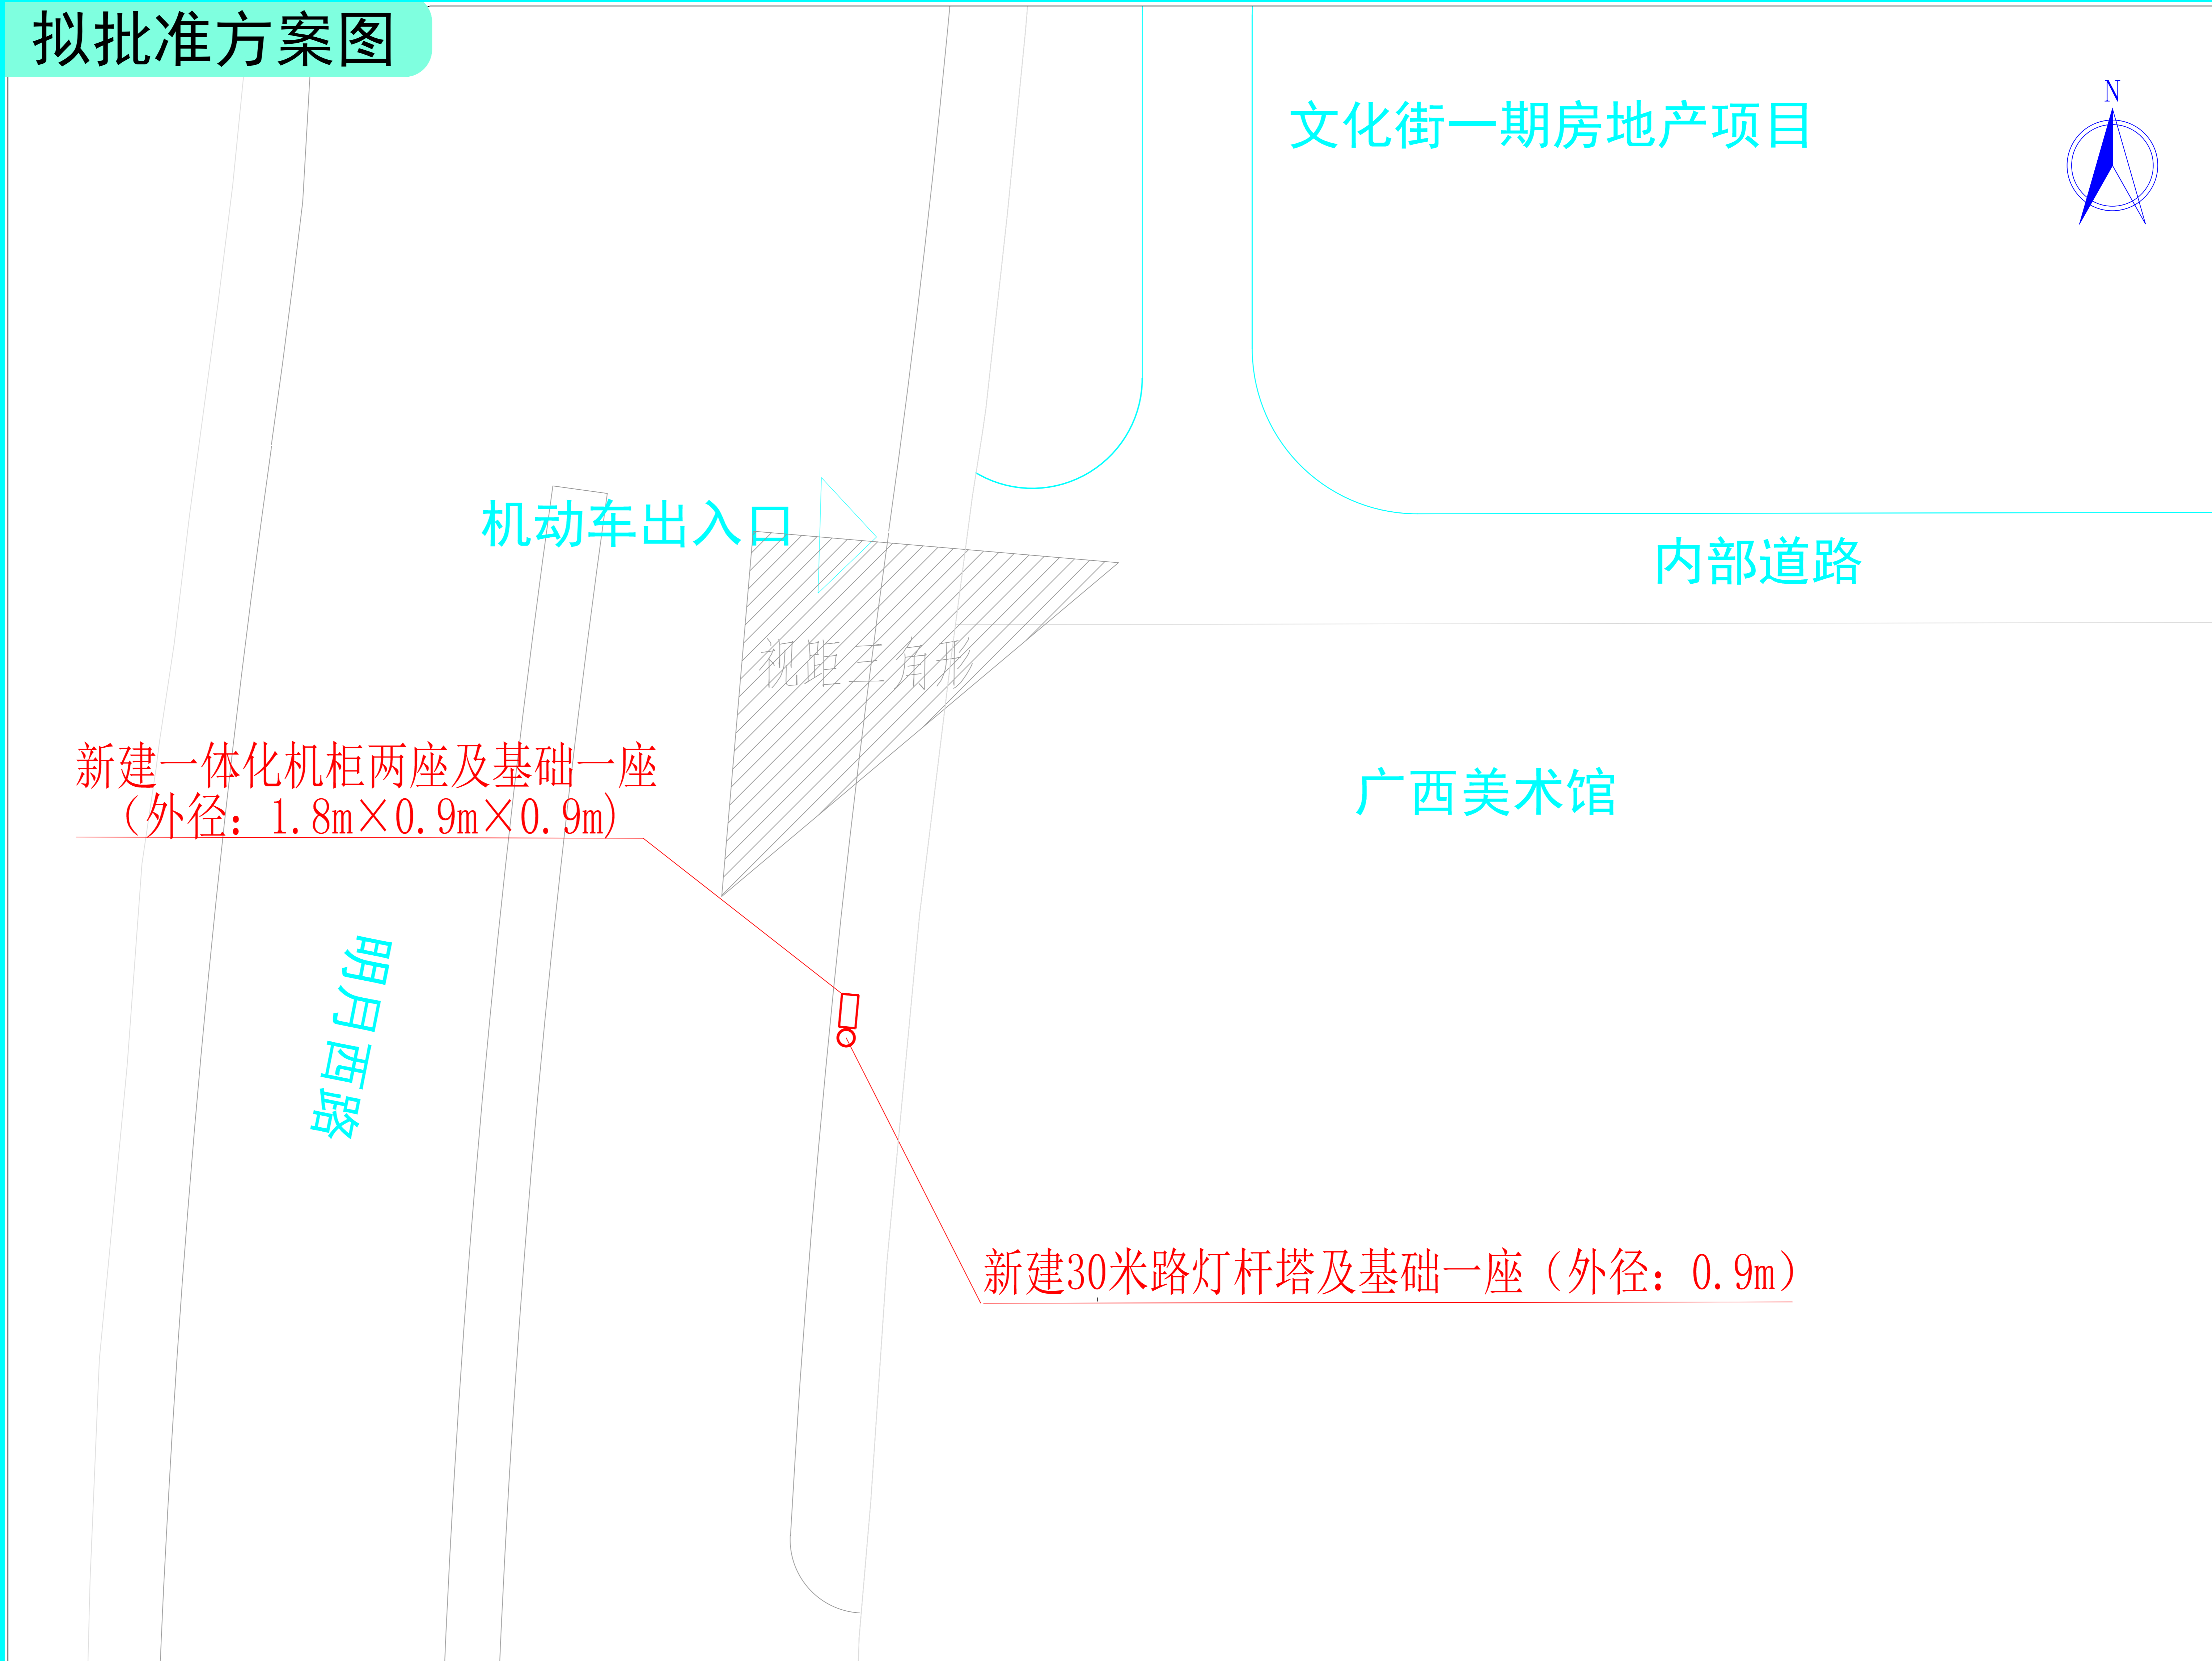 拟批准方案图
文化街一期房地产项目
N
机动车出入口
内部道路
视距三角形
新建一体化机柜两座及基础一座
(外径：1.8m×0.9m×0.9m)
广西美术馆
明月西路
新建30米路灯杆塔及基础一座（外径：0.9m）